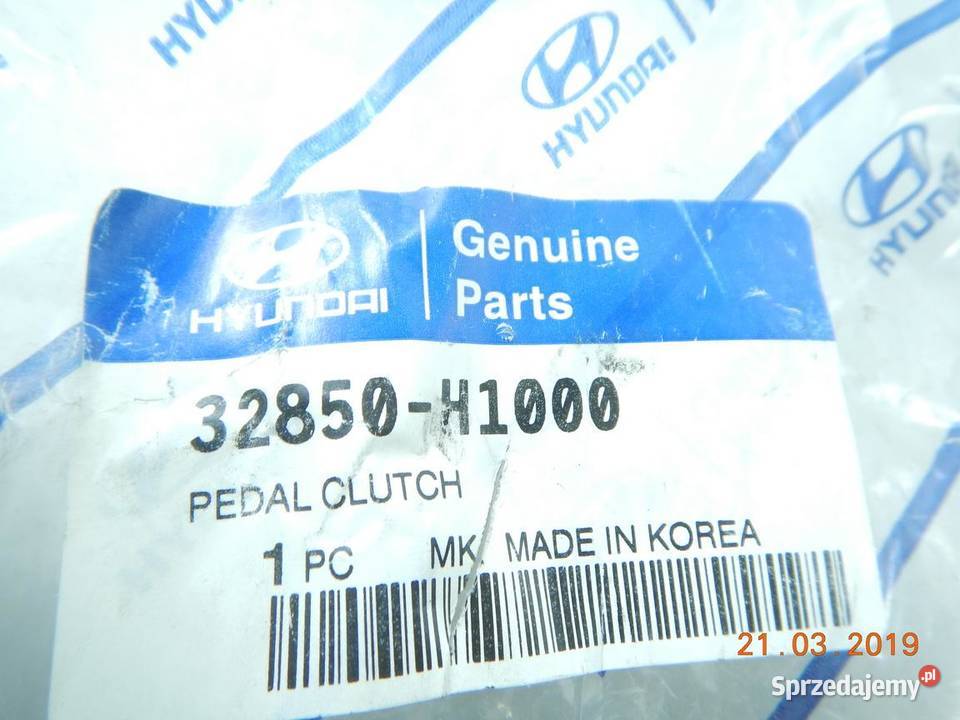 HYUNDAI
HYUNDAI
HYUNDAI
HYUNDAI
Genuine
Parts
32850-H1000
PEDAL CLUTCH
1 PC MK MADE IN KOREA
21.03.2019
Sprzedajemy.pl